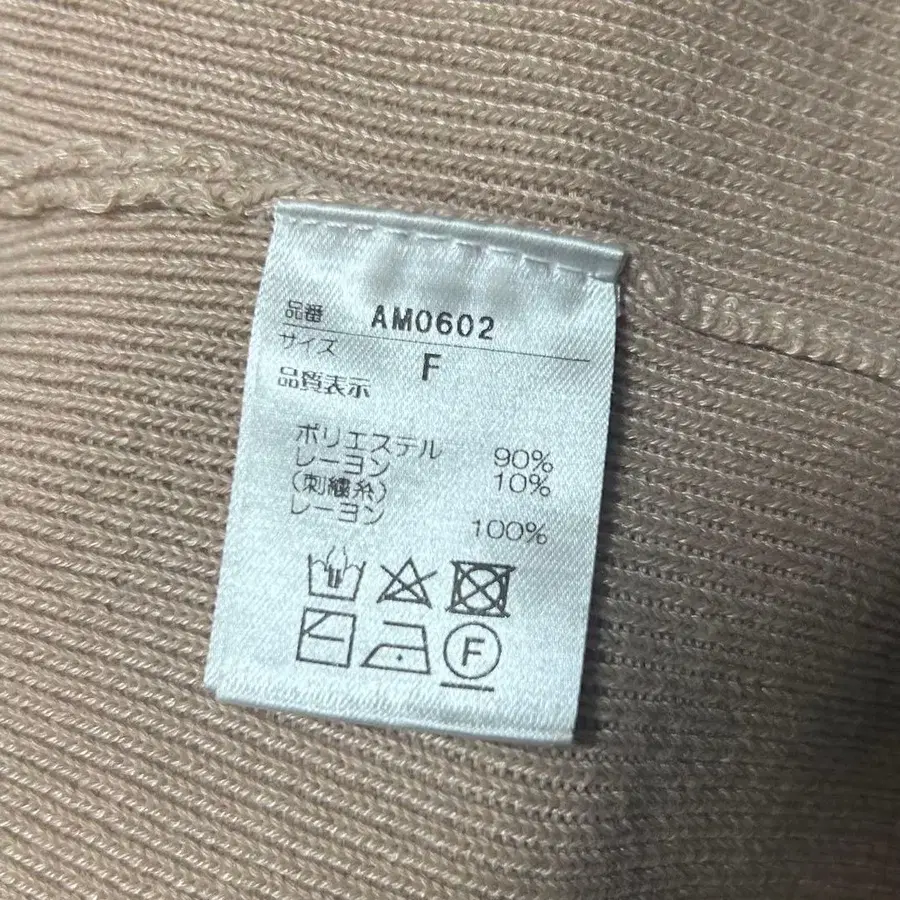 品番 AM0602
サイズ F
品質表示
ポリエステル 90%
レーヨン 10%
(刺繍糸)
レーヨン 100%
F